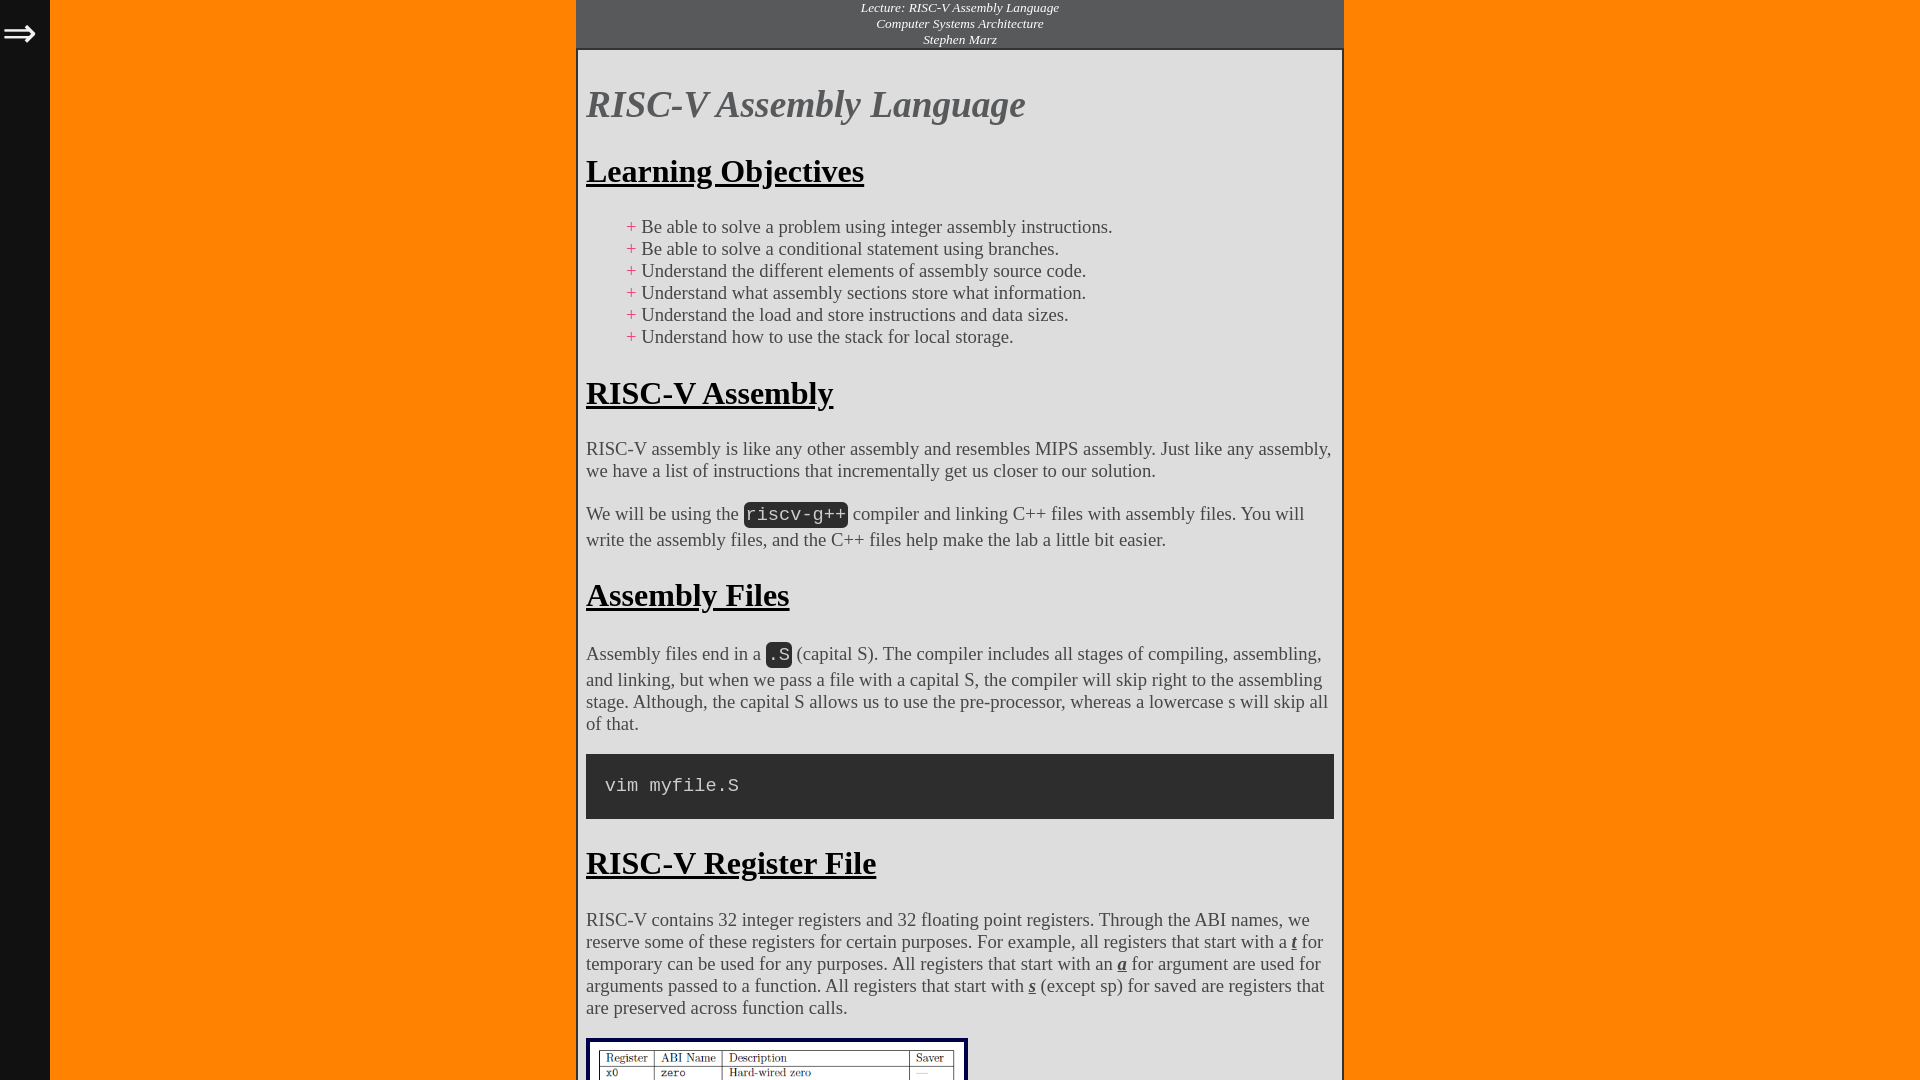 ⇒
Lecture: RISC-V Assembly Language
Computer Systems Architecture
Stephen Marz
RISC-V Assembly Language
Learning Objectives
+ Be able to solve a problem using integer assembly instructions.
+ Be able to solve a conditional statement using branches.
+ Understand the different elements of assembly source code.
+ Understand what assembly sections store what information.
+ Understand the load and store instructions and data sizes.
+ Understand how to use the stack for local storage.
RISC-V Assembly
RISC-V assembly is like any other assembly and resembles MIPS assembly. Just like any assembly,
we have a list of instructions that incrementally get us closer to our solution.
We will be using the riscv-g++ compiler and linking C++ files with assembly files. You will
write the assembly files, and the C++ files help make the lab a little bit easier.
Assembly Files
Assembly files end in a .S (capital S). The compiler includes all stages of compiling, assembling,
and linking, but when we pass a file with a capital S, the compiler will skip right to the assembling
stage. Although, the capital S allows us to use the pre-processor, whereas a lowercase s will skip all
of that.
vim myfile.S
RISC-V Register File
RISC-V contains 32 integer registers and 32 floating point registers. Through the ABI names, we
reserve some of these registers for certain purposes. For example, all registers that start with a t for
temporary can be used for any purposes. All registers that start with an a for argument are used for
arguments passed to a function. All registers that start with s (except sp) for saved are registers that
are preserved across function calls.
Register ABI Name Description Saver
x0 zero Hard-wired zero —